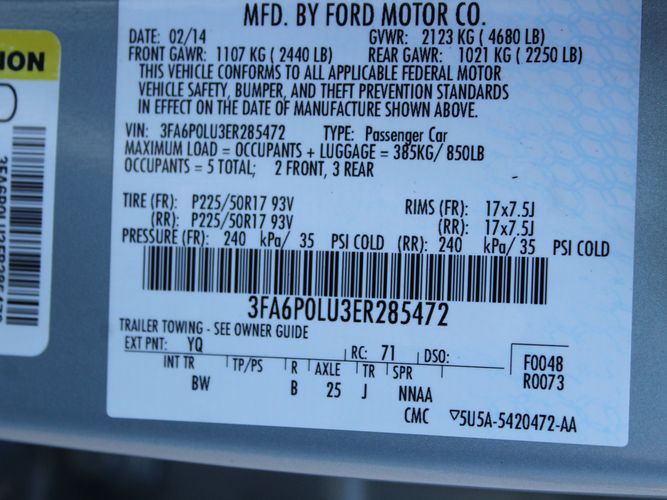 MFD. BY FORD MOTOR CO.
DATE: 02/14 GVWR: 2123 KG ( 4680 LB)
FRONT GAWR: 1107 KG ( 2440 LB) REAR GAWR: 1021 KG ( 2250 LB)
THIS VEHICLE CONFORMS TO ALL APPLICABLE FEDERAL MOTOR
VEHICLE SAFETY, BUMPER, AND THEFT PREVENTION STANDARDS
IN EFFECT ON THE DATE OF MANUFACTURE SHOWN ABOVE.
VIN: 3FA6P0LU3ER285472 TYPE: Passenger Car
MAXIMUM LOAD = OCCUPANTS + LUGGAGE = 385KG/ 850LB
OCCUPANTS = 5 TOTAL; 2 FRONT, 3 REAR
TIRE (FR): P225/50R17 93V RIMS (FR): 17x7.5J
(RR): P225/50R17 93V (RR): 17x7.5J
PRESSURE (FR): 240 kPa/ 35 PSI COLD (RR): 240 kPa/ 35 PSI COLD
3FA6P0LU3ER285472
TRAILER TOWING - SEE OWNER GUIDE
EXT PNT: YQ RC: 71 DSO: F0048
INT TR TP/PS R AXLE TR SPR R0073
BW B 25 J NNAA
CMC ▽5U5A-5420472-AA
ION
3FA6P0LU3ER285472